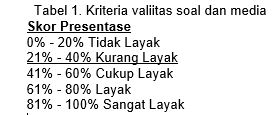 Tabel 1. Kriteria valiitas soal dan media
Skor Presentase
0% - 20% Tidak Layak
21% - 40% Kurang Layak
41% - 60% Cukup Layak
61% - 80% Layak
81% - 100% Sangat Layak